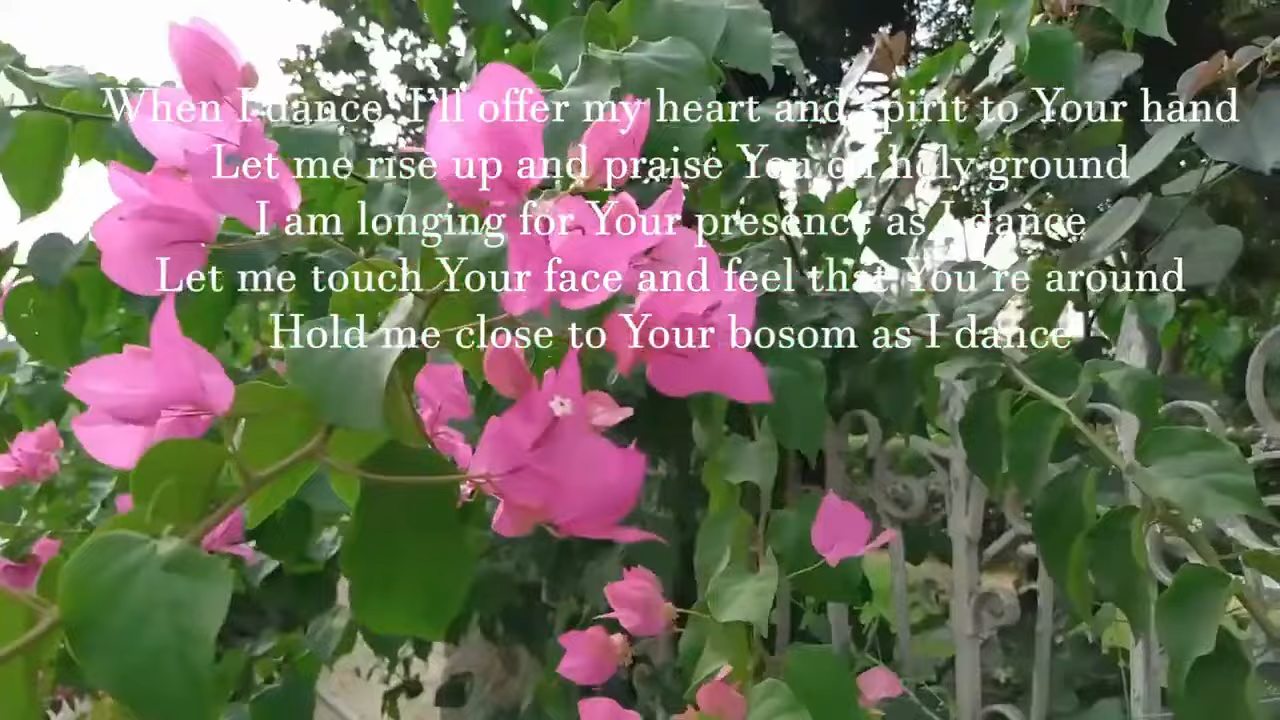 When I dance, I'll offer my heart and spirit to Your hand
Let me rise up and praise You on holy ground
I am longing for Your presence as I dance
Let me touch Your face and feel that You're around
Hold me close to Your bosom as I dance